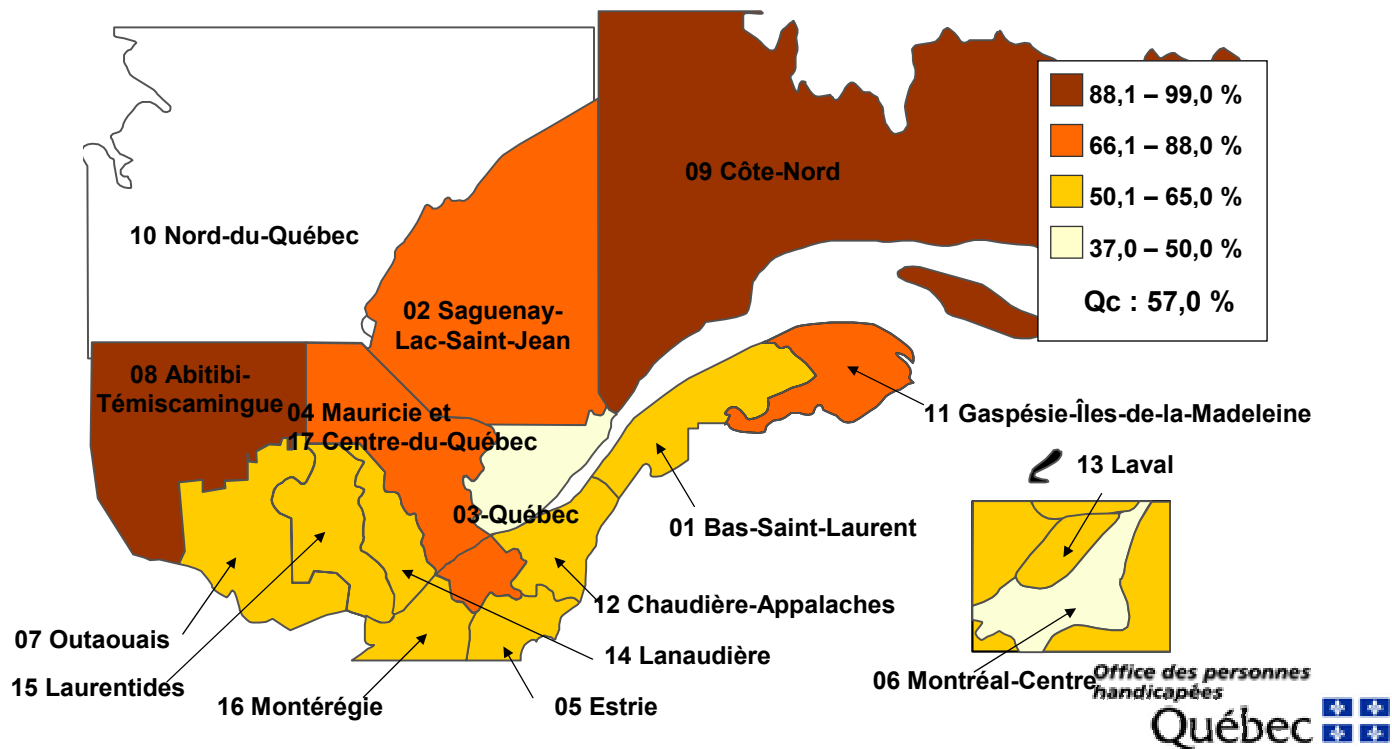 88,1 – 99,0 %
66,1 – 88,0 %
50,1 – 65,0 %
37,0 – 50,0 %
Qc : 57,0 %
09 Côte-Nord
10 Nord-du-Québec
02 Saguenay-
Lac-Saint-Jean
08 Abitibi-
Témiscamingue
04 Mauricie et
17 Centre-du-Québec
11 Gaspésie-Îles-de-la-Madeleine
13 Laval
03-Québec
01 Bas-Saint-Laurent
12 Chaudière-Appalaches
07 Outaouais
14 Lanaudière
15 Laurentides
16 Montérégie
05 Estrie
06 Montréal-Centre
Office des personnes
handicapées
Québec